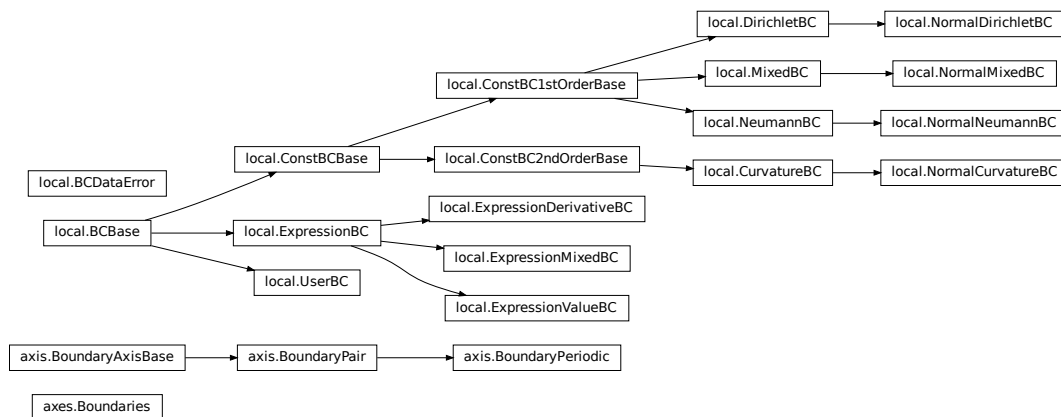 local.DirichletBC
local.NormalDirichletBC
local.MixedBC
local.NormalMixedBC
local.ConstBC1stOrderBase
local.NeumannBC
local.NormalNeumannBC
local.ConstBCBase
local.ConstBC2ndOrderBase
local.CurvatureBC
local.NormalCurvatureBC
local.BCDataError
local.ExpressionDerivativeBC
local.BCBase
local.ExpressionBC
local.ExpressionMixedBC
local.UserBC
local.ExpressionValueBC
axis.BoundaryAxisBase
axis.BoundaryPair
axis.BoundaryPeriodic
axes.Boundaries